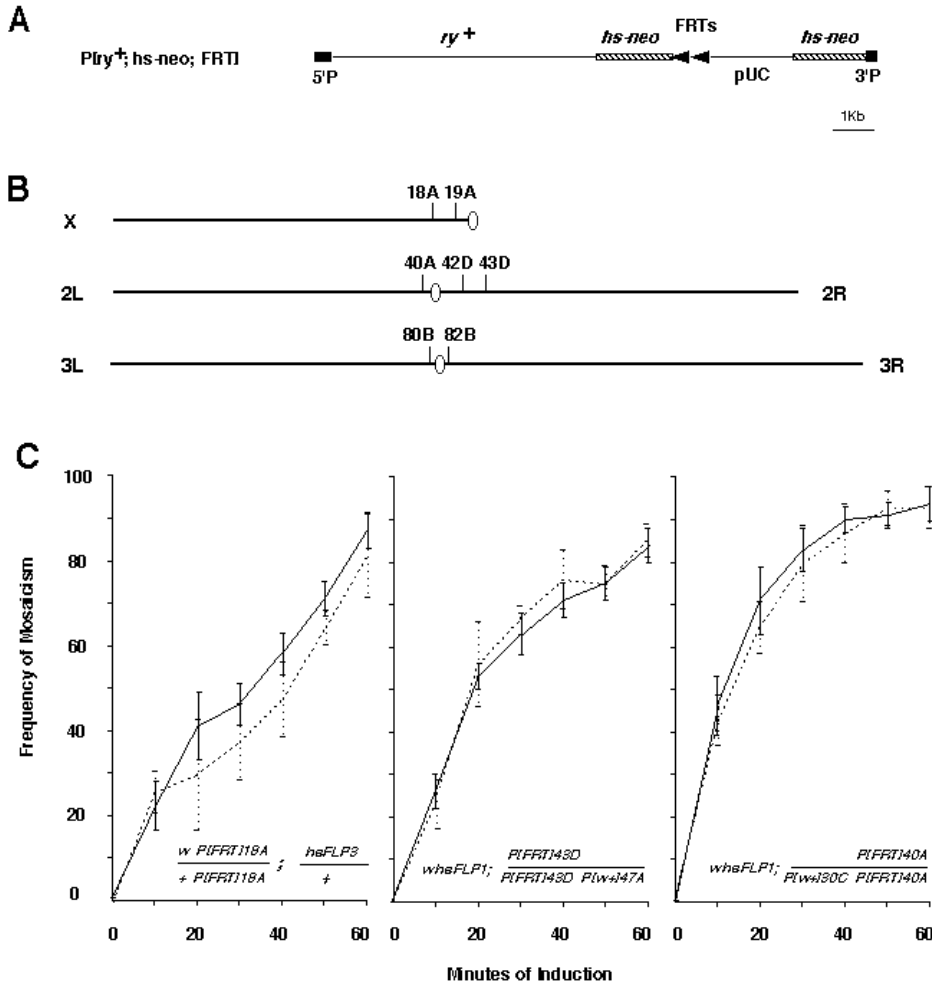 A
P[ry+; hs-neo; FRT]
ry +
hs-neo
FRTs
hs-neo
5'P
pUC
3'P
1Kb
B
18A 19A
X
40A 42D 43D
2L
2R
80B 82B
3L
3R
C
Frequency of Mosaicism
100
80
60
40
20
0
w P[FRT]18A
+ P[FRT]18A
;
hsFLP3
+
whsFLP1;
P[FRT]43D
P[FRT]43D P[w+]47A
whsFLP1;
P[FRT]40A
P[w+]30C P[FRT]40A
0 20 40 60
0 20 40 60
0 20 40 60
Minutes of Induction